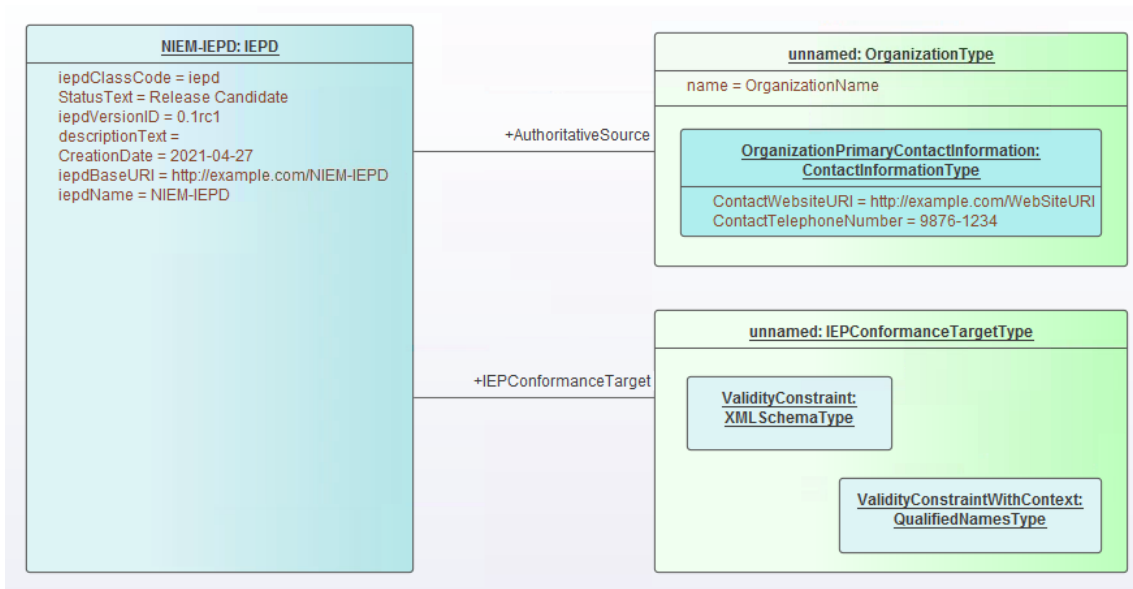 NIEM-IEPD: IEPD
iepdClassCode = iepd
StatusText = Release Candidate
iepdVersionID = 0.1rc1
descriptionText =
CreationDate = 2021-04-27
iepdBaseURI = http://example.com/NIEM-IEPD
iepdName = NIEM-IEPD
+AuthoritativeSource
unnamed: OrganizationType
name = OrganizationName
OrganizationPrimaryContactInformation:
ContactInformationType
ContactWebsiteURI = http://example.com/WebSiteURI
ContactTelephoneNumber = 9876-1234
+IEPConformanceTarget
unnamed: IEPConformanceTargetType
ValidityConstraint:
XMLSchemaType
ValidityConstraintWithContext:
QualifiedNamesType